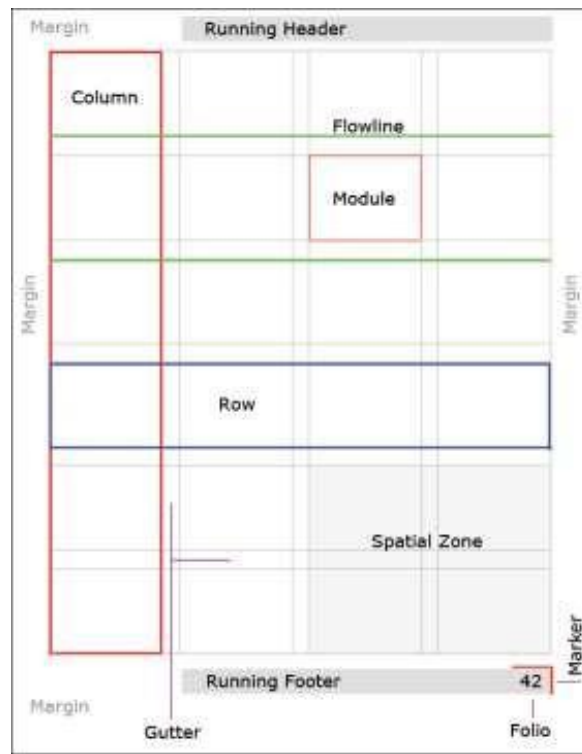 Margin
Running Header
Column
Flowline
Module
Margin
Margin
Row
Spatial Zone
Marker
Running Footer
42
Margin
Gutter
Folio